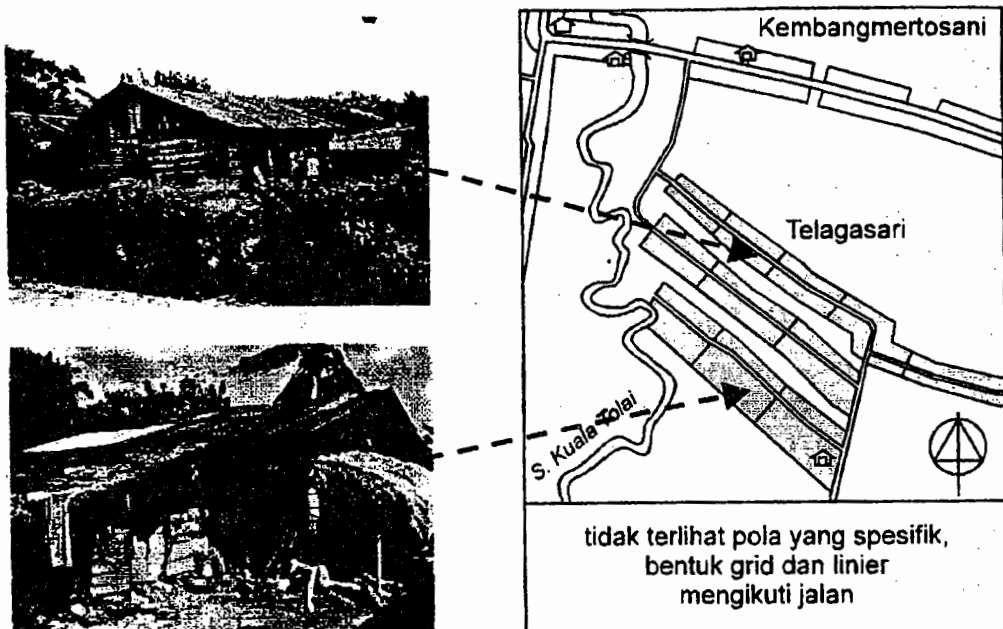 Kembangmertosani
Telagasari
S. Kuala Tolai
tidak terlihat pola yang spesifik,
bentuk grid dan linier
mengikuti jalan